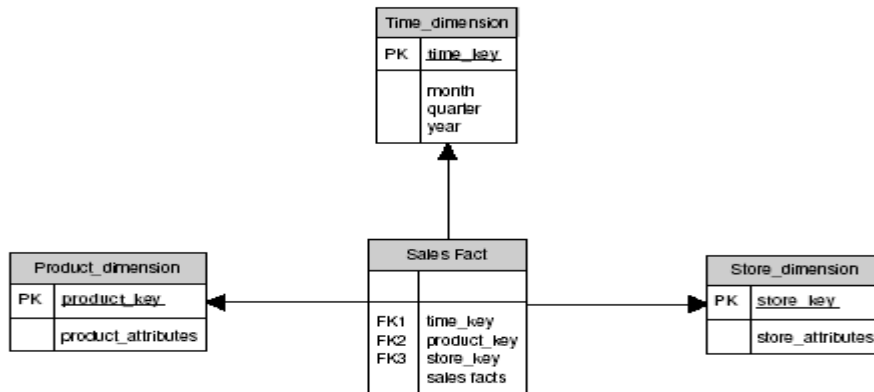 Time_dimension
PK time_key
month
quarter
year
Sales Fact
FK1 time_key
FK2 product_key
FK3 store_key
sales facts
Product_dimension
PK product_key
product_attributes
Store_dimension
PK store_key
store_attributes